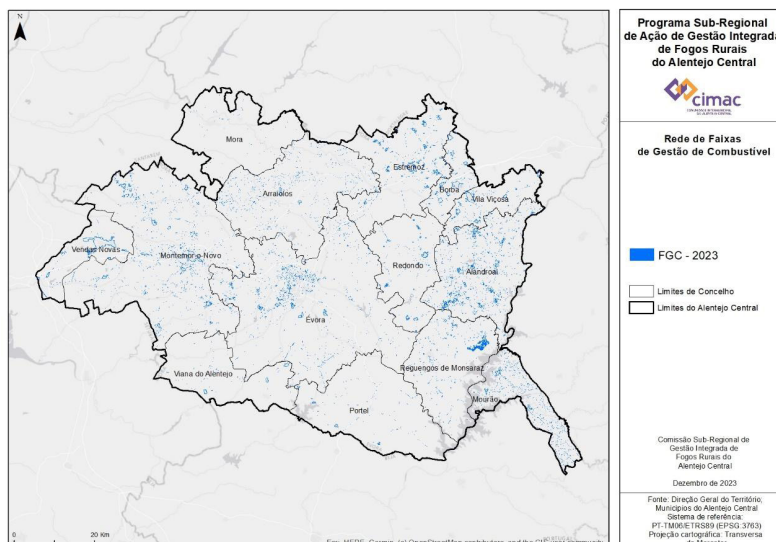 N
Mora
Estremoz
Borba
Vila Viçosa
Arraiolos
Vendas Novas
Montemor-o-Novo
Redondo
Alandroal
Évora
Viana do Alentejo
Reguengos de Monsaraz
Mourão
Portel
0 20 Km
Programa Sub-Regional
de Ação de Gestão Integrada
de Fogos Rurais
do Alentejo Central
cimac
Rede de Faixas
de Gestão de Combustível
FGC - 2023
Limites de Concelho
Limites do Alentejo Central
Comissão Sub-Regional de
Gestão Integrada de
Fogos Rurais do
Alentejo Central
Dezembro de 2023
Fonte: Direção Geral do Território;
Municípios do Alentejo Central
Sistema de referência:
PT-TM06/ETRS89 (EPSG 3763)
Projeção cartográfica: Transversa